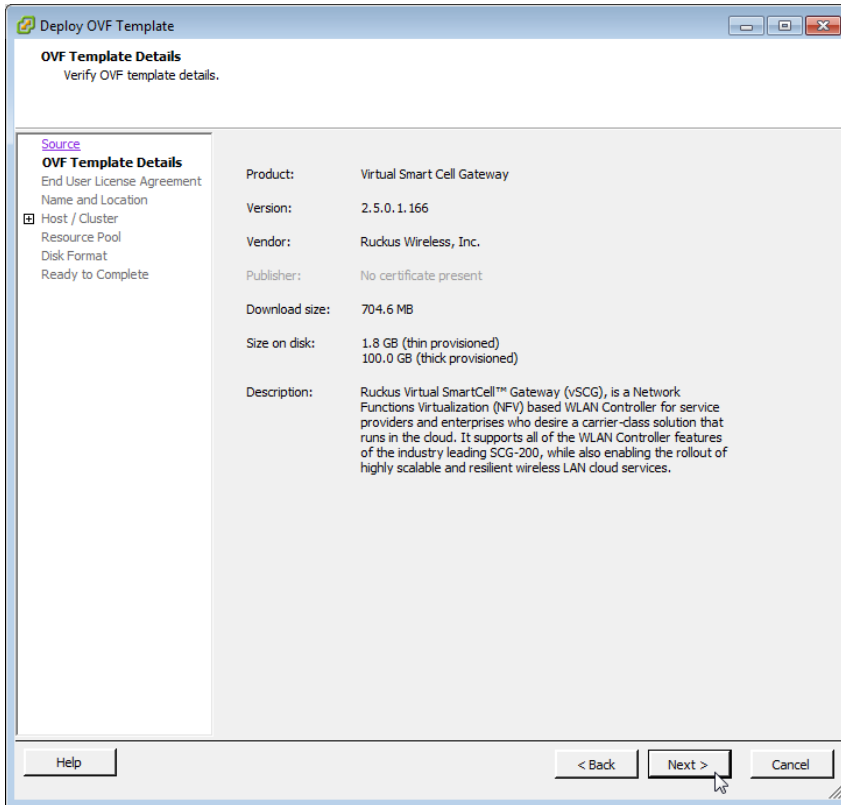 Deploy OVF Template
OVF Template Details
Verify OVF template details.
Source
OVF Template Details
End User License Agreement
Name and Location
Host / Cluster
Resource Pool
Disk Format
Ready to Complete
Product: Virtual Smart Cell Gateway
Version: 2.5.0.1.166
Vendor: Ruckus Wireless, Inc.
Publisher: No certificate present
Download size: 704.6 MB
Size on disk: 1.8 GB (thin provisioned)
100.0 GB (thick provisioned)
Description: Ruckus Virtual SmartCell™ Gateway (vSCG), is a Network
Functions Virtualization (NFV) based WLAN Controller for service
providers and enterprises who desire a carrier-class solution that
runs in the cloud. It supports all of the WLAN Controller features
of the industry leading SCG-200, while also enabling the rollout of
highly scalable and resilient wireless LAN cloud services.
Help
< Back
Next >
Cancel